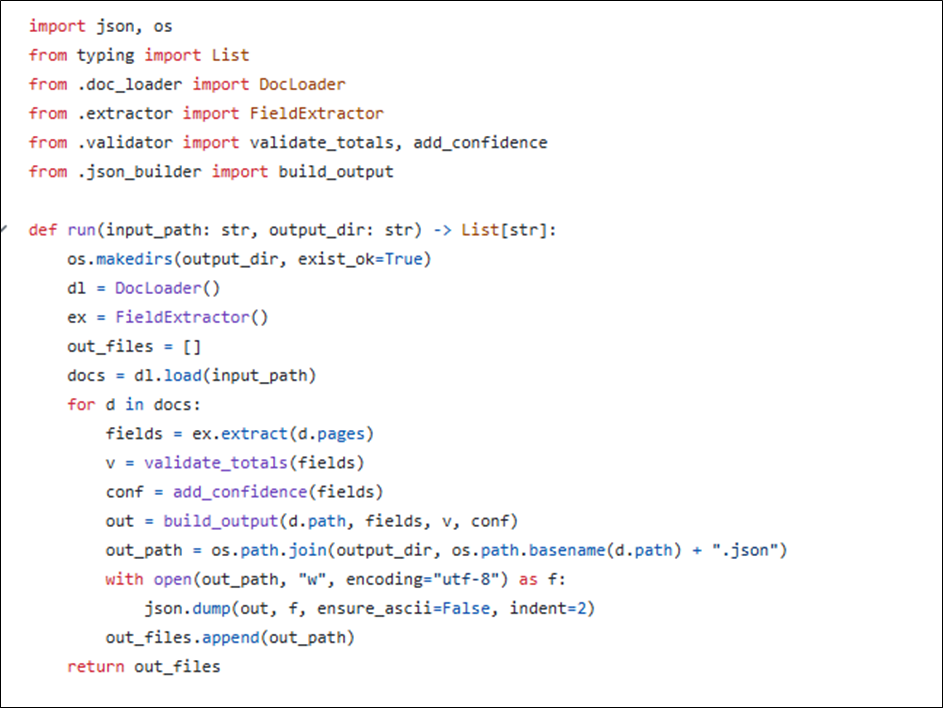 import json, os
from typing import List
from .doc_loader import DocLoader
from .extractor import FieldExtractor
from .validator import validate_totals, add_confidence
from .json_builder import build_output

def run(input_path: str, output_dir: str) -> List[str]:
    os.makedirs(output_dir, exist_ok=True)
    dl = DocLoader()
    ex = FieldExtractor()
    out_files = []
    docs = dl.load(input_path)
    for d in docs:
        fields = ex.extract(d.pages)
        v = validate_totals(fields)
        conf = add_confidence(fields)
        out = build_output(d.path, fields, v, conf)
        out_path = os.path.join(output_dir, os.path.basename(d.path) + ".json")
        with open(out_path, "w", encoding="utf-8") as f:
            json.dump(out, f, ensure_ascii=False, indent=2)
        out_files.append(out_path)
    return out_files